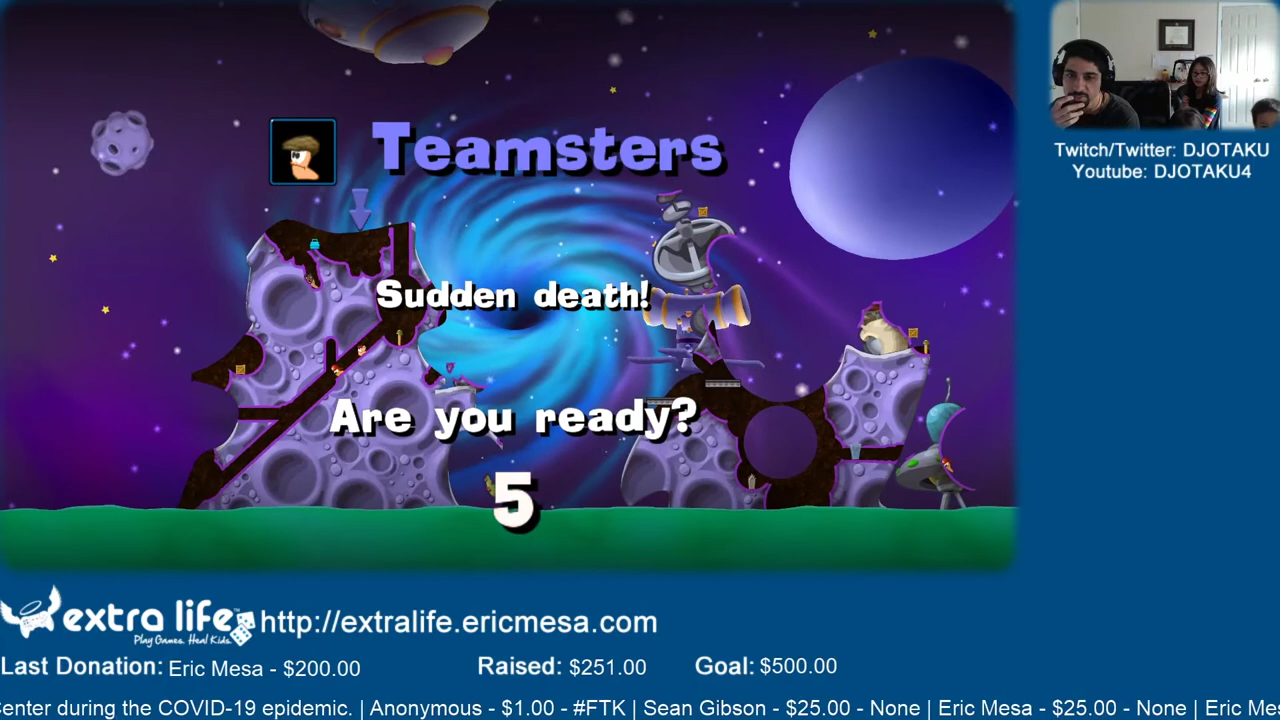 Teamsters
Sudden death!
Are you ready?
5
Twitch/Twitter: DJOTAKU
Youtube: DJOTAKU4
extra life
Play Games. Heal Kids.
http://extralife.ericmesa.com
Last Donation: Eric Mesa - $200.00
Raised: $251.00
Goal: $500.00
enter during the COVID-19 epidemic. | Anonymous - $1.00 - #FTK | Sean Gibson - $25.00 - None | Eric Mesa - $25.00 - None | Eric Mes